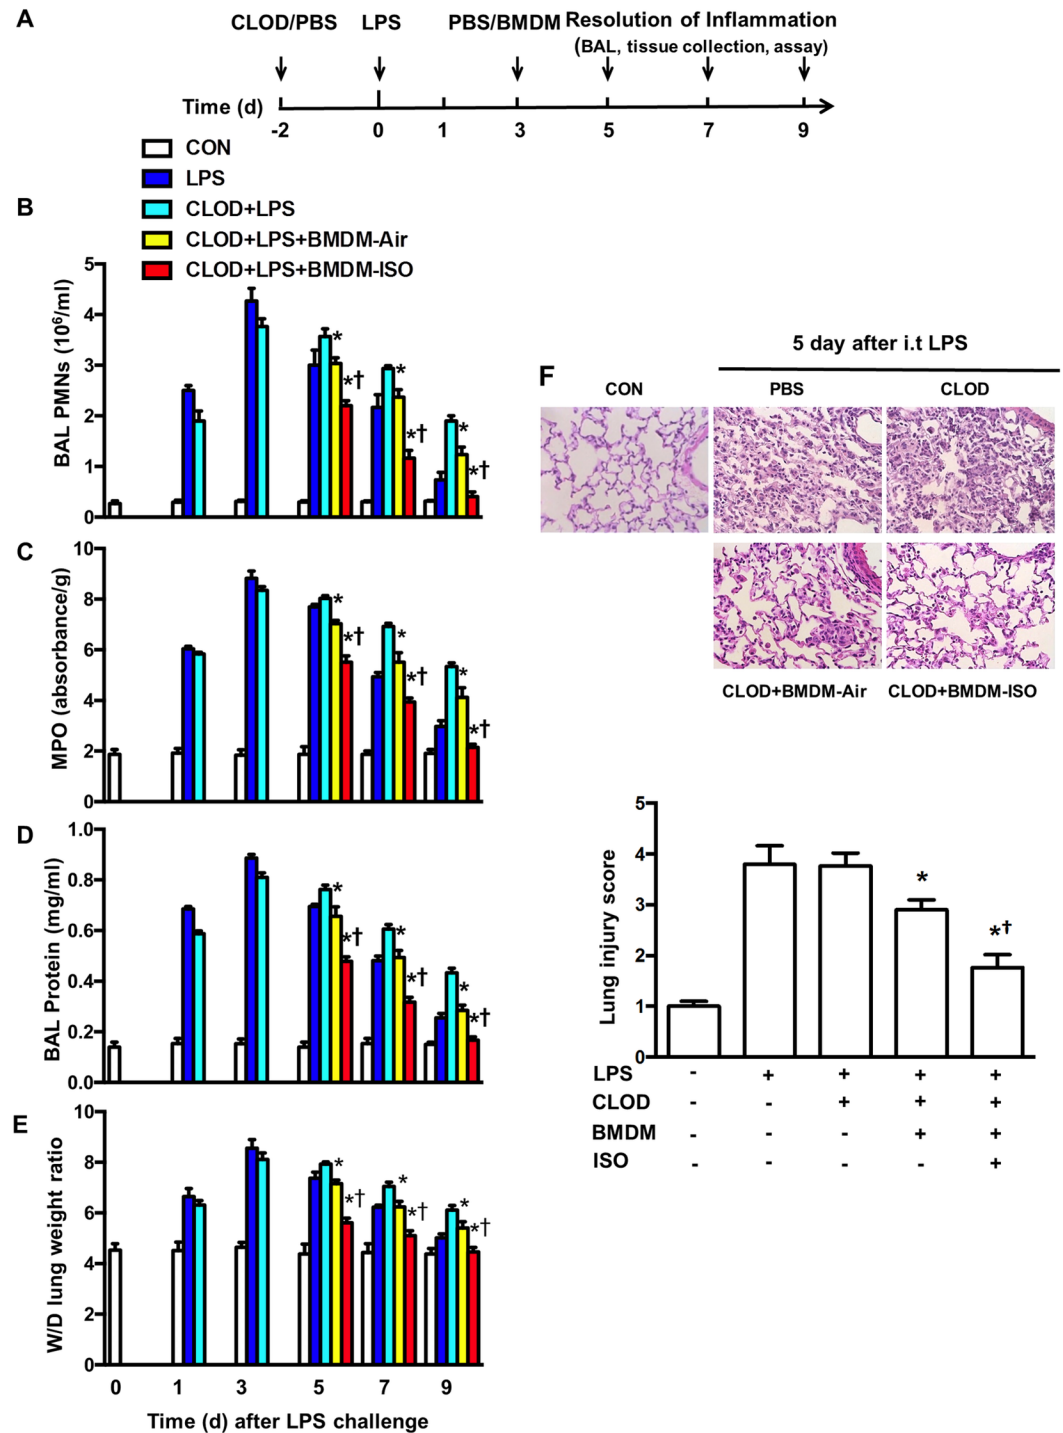 A
CLOD/PBS LPS PBS/BMDM Resolution of Inflammation
(BAL, tissue collection, assay)
Time (d)
-2 0 1 3 5 7 9
CON
LPS
CLOD+LPS
CLOD+LPS+BMDM-Air
CLOD+LPS+BMDM-ISO
B
BAL PMNs (10⁶/ml)
5
4
3
2
1
0
* *† * *† * *†
C
MPO (absorbance/g)
10
8
6
4
2
0
* *† * *† * *†
D
BAL Protein (mg/ml)
1.0
0.8
0.6
0.4
0.2
0.0
* *† * *† * *†
E
W/D lung weight ratio
10
8
6
4
2
0
* *† * *† * *†
0 1 3 5 7 9
Time (d) after LPS challenge
F
5 day after i.t LPS
CON PBS CLOD
CLOD+BMDM-Air CLOD+BMDM-ISO
Lung injury score
5
4
3
2
1
0
* *†
LPS - + + + +
CLOD - - + + +
BMDM - - - + +
ISO - - - - +